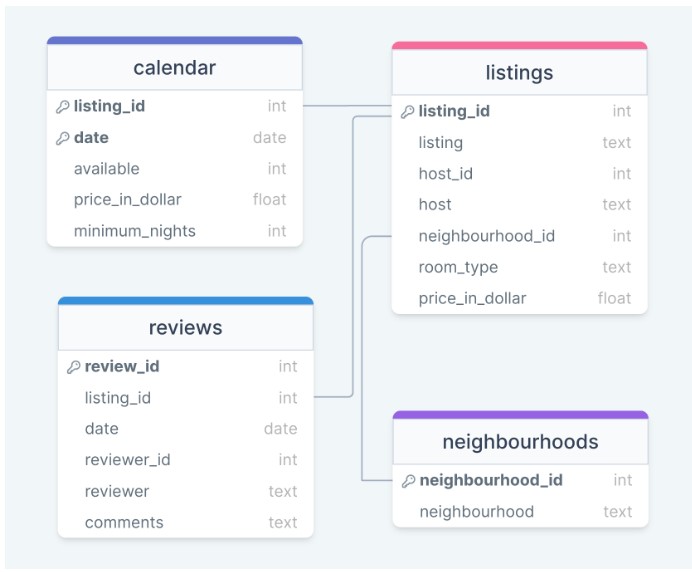 calendar
listing_id int
date date
available int
price_in_dollar float
minimum_nights int
listings
listing_id int
listing text
host_id int
host text
neighbourhood_id int
room_type text
price_in_dollar float
reviews
review_id int
listing_id int
date date
reviewer_id int
reviewer text
comments text
neighbourhoods
neighbourhood_id int
neighbourhood text